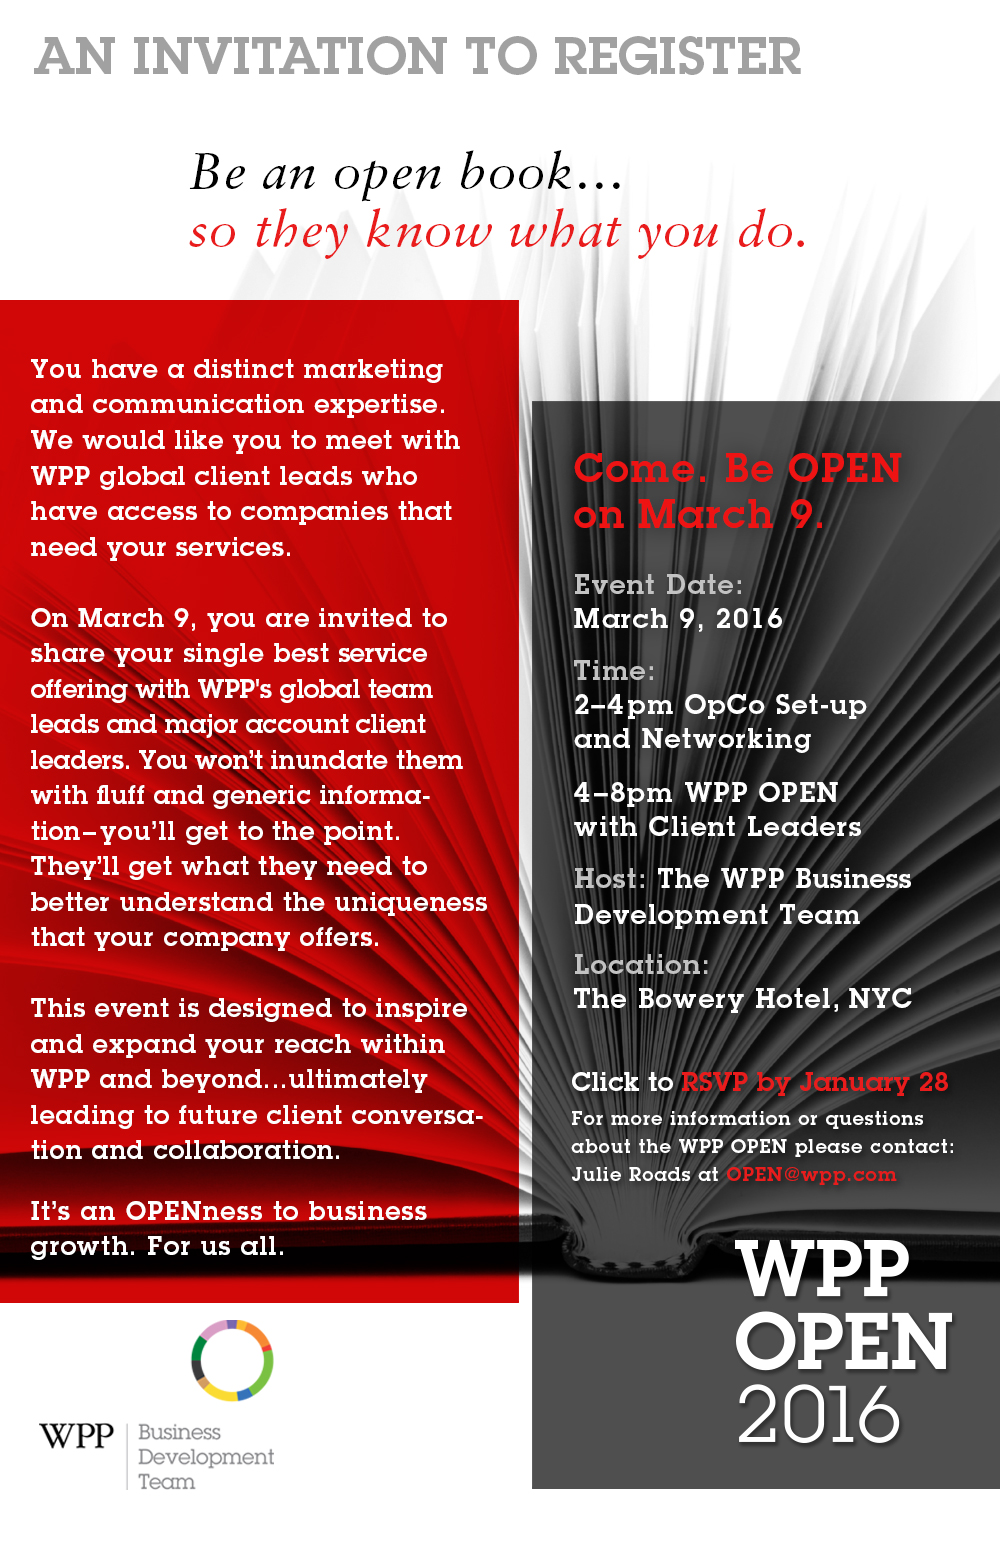 AN INVITATION TO REGISTER
Be an open book...
so they know what you do.
You have a distinct marketing
and communication expertise.
We would like you to meet with
WPP global client leads who
have access to companies that
need your services.
On March 9, you are invited to
share your single best service
offering with WPP's global team
leads and major account client
leaders. You won’t inundate them
with fluff and generic informa-
tion–you’ll get to the point.
They’ll get what they need to
better understand the uniqueness
that your company offers.
This event is designed to inspire
and expand your reach within
WPP and beyond...ultimately
leading to future client conversa-
tion and collaboration.
It’s an OPENness to business
growth. For us all.
Come. Be OPEN
on March 9.
Event Date:
March 9, 2016
Time:
2–4pm OpCo Set-up
and Networking
4–8pm WPP OPEN
with Client Leaders
Host: The WPP Business
Development Team
Location:
The Bowery Hotel, NYC
Click to RSVP by January 28
For more information or questions
about the WPP OPEN please contact:
Julie Roads at OPEN@wpp.com
WPP
OPEN
2016
WPP
Business
Development
Team